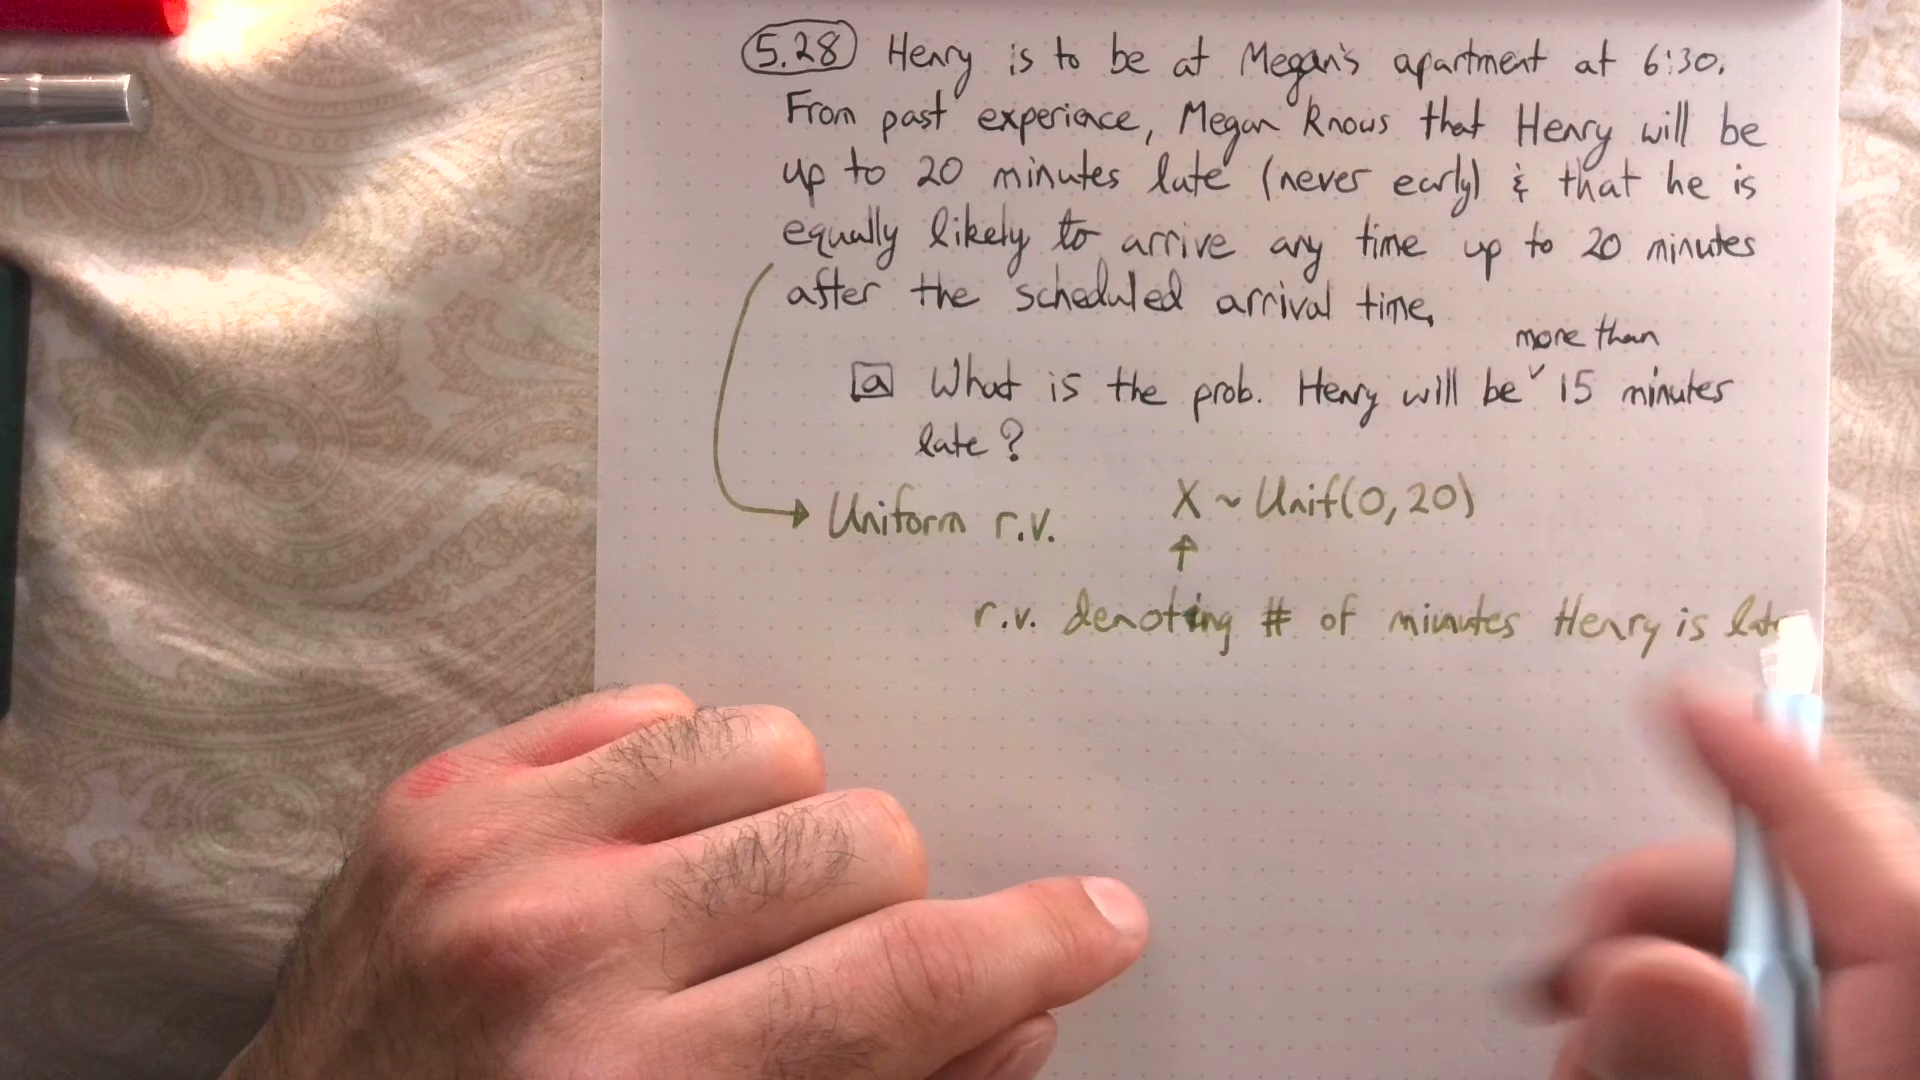 5.28 Henry is to be at Megan's apartment at 6:30.
From past experience, Megan knows that Henry will be
up to 20 minutes late (never early) & that he is
equally likely to arrive any time up to 20 minutes
after the scheduled arrival time.
more than
a What is the prob. Henry will be ˅ 15 minutes
late?
Uniform r.v. X ~ Unif(0, 20)
↑
r.v. denoting # of minutes Henry is late